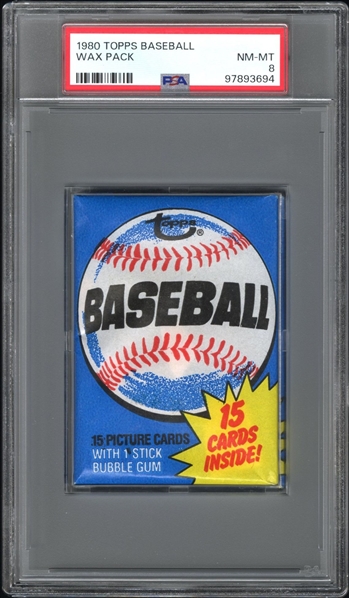 1980 TOPPS BASEBALL
WAX PACK
NM-MT
8
PSA
97893694
topps®
BASEBALL
15 CARDS INSIDE!
15 PICTURE CARDS
WITH 1 STICK
BUBBLE GUM